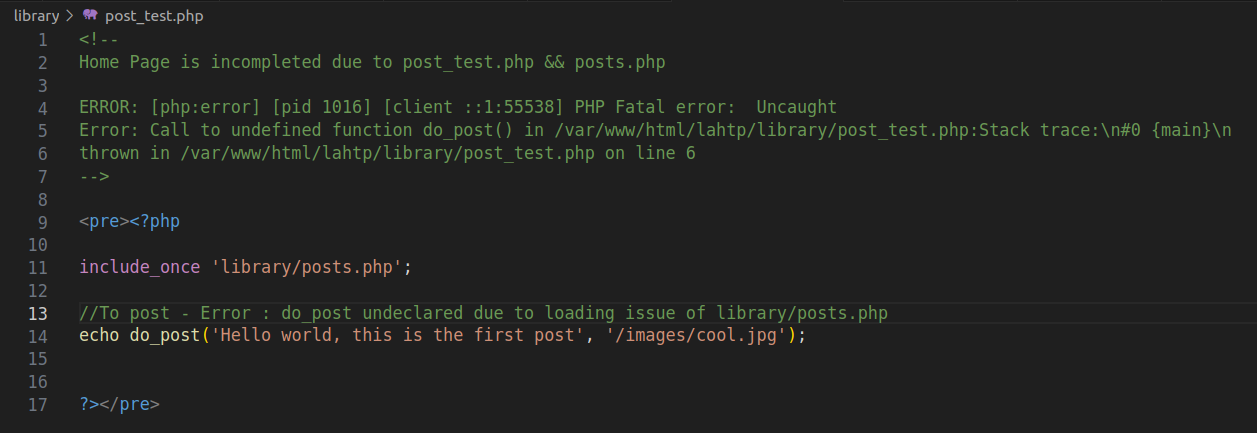 library > post_test.php
1 <!--
2 Home Page is incompleted due to post_test.php && posts.php
3
4 ERROR: [php:error] [pid 1016] [client ::1:55538] PHP Fatal error:  Uncaught
5 Error: Call to undefined function do_post() in /var/www/html/lahtp/library/post_test.php:Stack trace:\n#0 {main}\n
6 thrown in /var/www/html/lahtp/library/post_test.php on line 6
7 -->
8
9 <pre><?php
10
11 include_once 'library/posts.php';
12
13 //To post - Error : do_post undeclared due to loading issue of library/posts.php
14 echo do_post('Hello world, this is the first post', '/images/cool.jpg');
15
16
17 ?></pre>